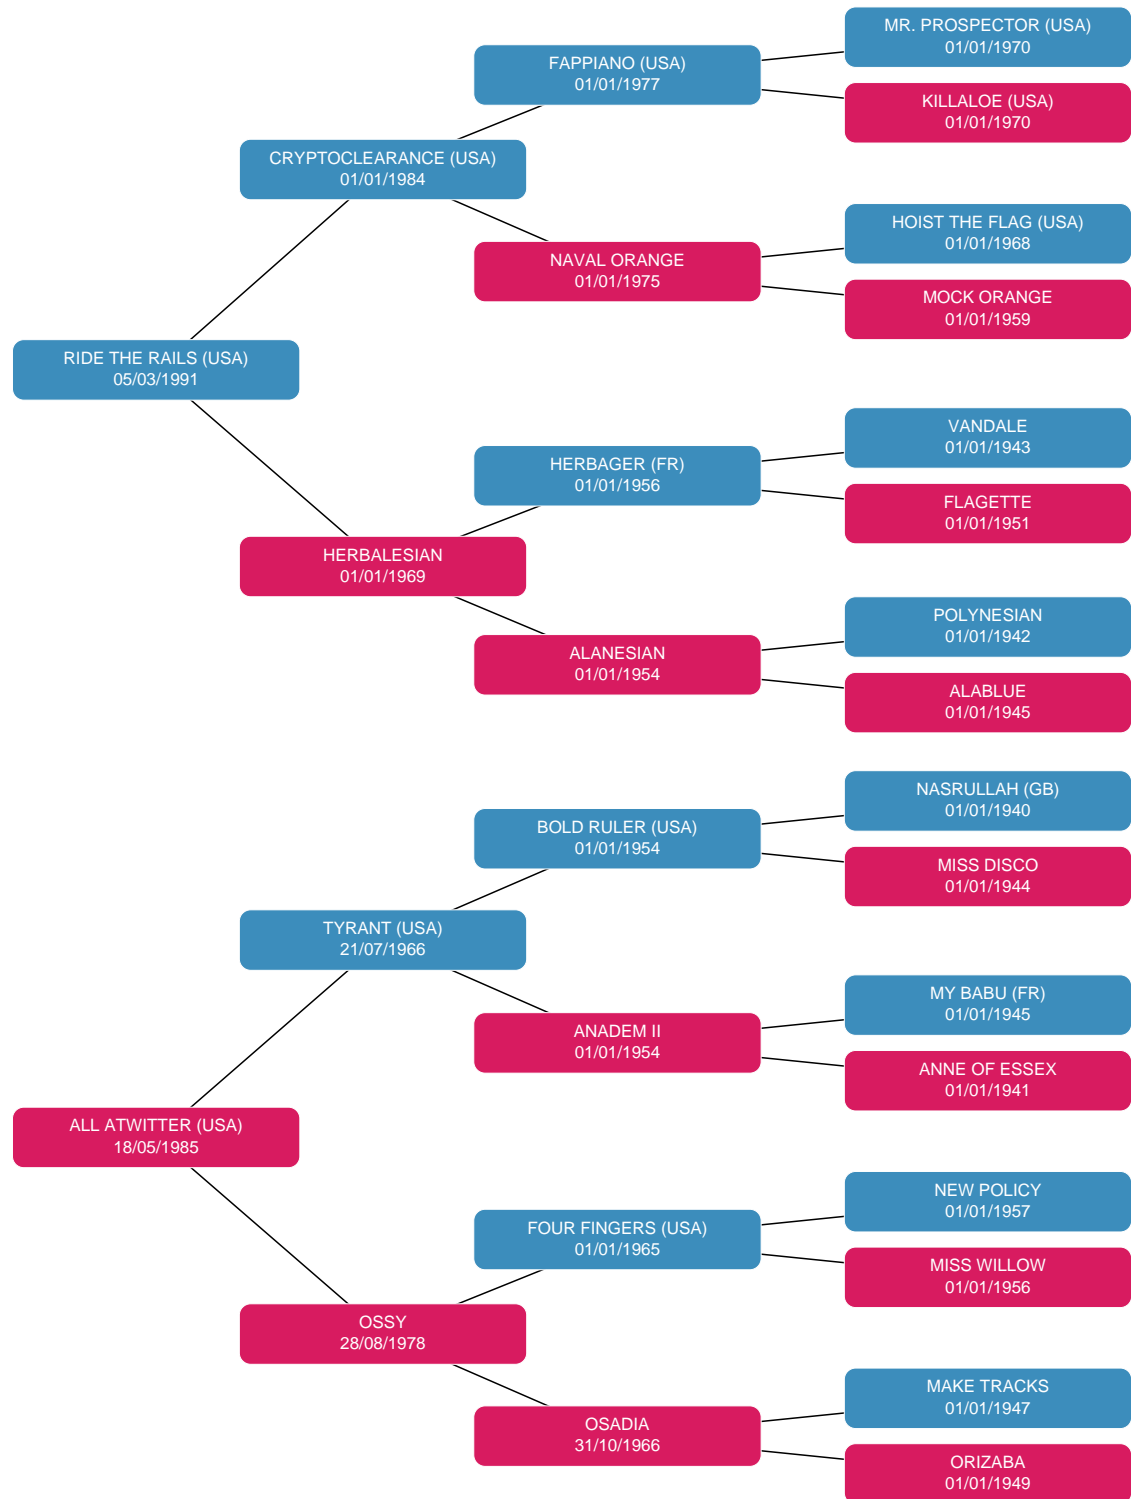 MR. PROSPECTOR (USA)
01/01/1970
FAPPIANO (USA)
01/01/1977
KILLALOE (USA)
01/01/1970
CRYPTOCLEARANCE (USA)
01/01/1984
HOIST THE FLAG (USA)
01/01/1968
NAVAL ORANGE
01/01/1975
MOCK ORANGE
01/01/1959
RIDE THE RAILS (USA)
05/03/1991
VANDALE
01/01/1943
HERBAGER (FR)
01/01/1956
FLAGETTE
01/01/1951
HERBALESIAN
01/01/1969
POLYNESIAN
01/01/1942
ALANESIAN
01/01/1954
ALABLUE
01/01/1945
NASRULLAH (GB)
01/01/1940
BOLD RULER (USA)
01/01/1954
MISS DISCO
01/01/1944
TYRANT (USA)
21/07/1966
MY BABU (FR)
01/01/1945
ANADEM II
01/01/1954
ANNE OF ESSEX
01/01/1941
ALL ATWITTER (USA)
18/05/1985
NEW POLICY
01/01/1957
FOUR FINGERS (USA)
01/01/1965
MISS WILLOW
01/01/1956
OSSY
28/08/1978
MAKE TRACKS
01/01/1947
OSADIA
31/10/1966
ORIZABA
01/01/1949